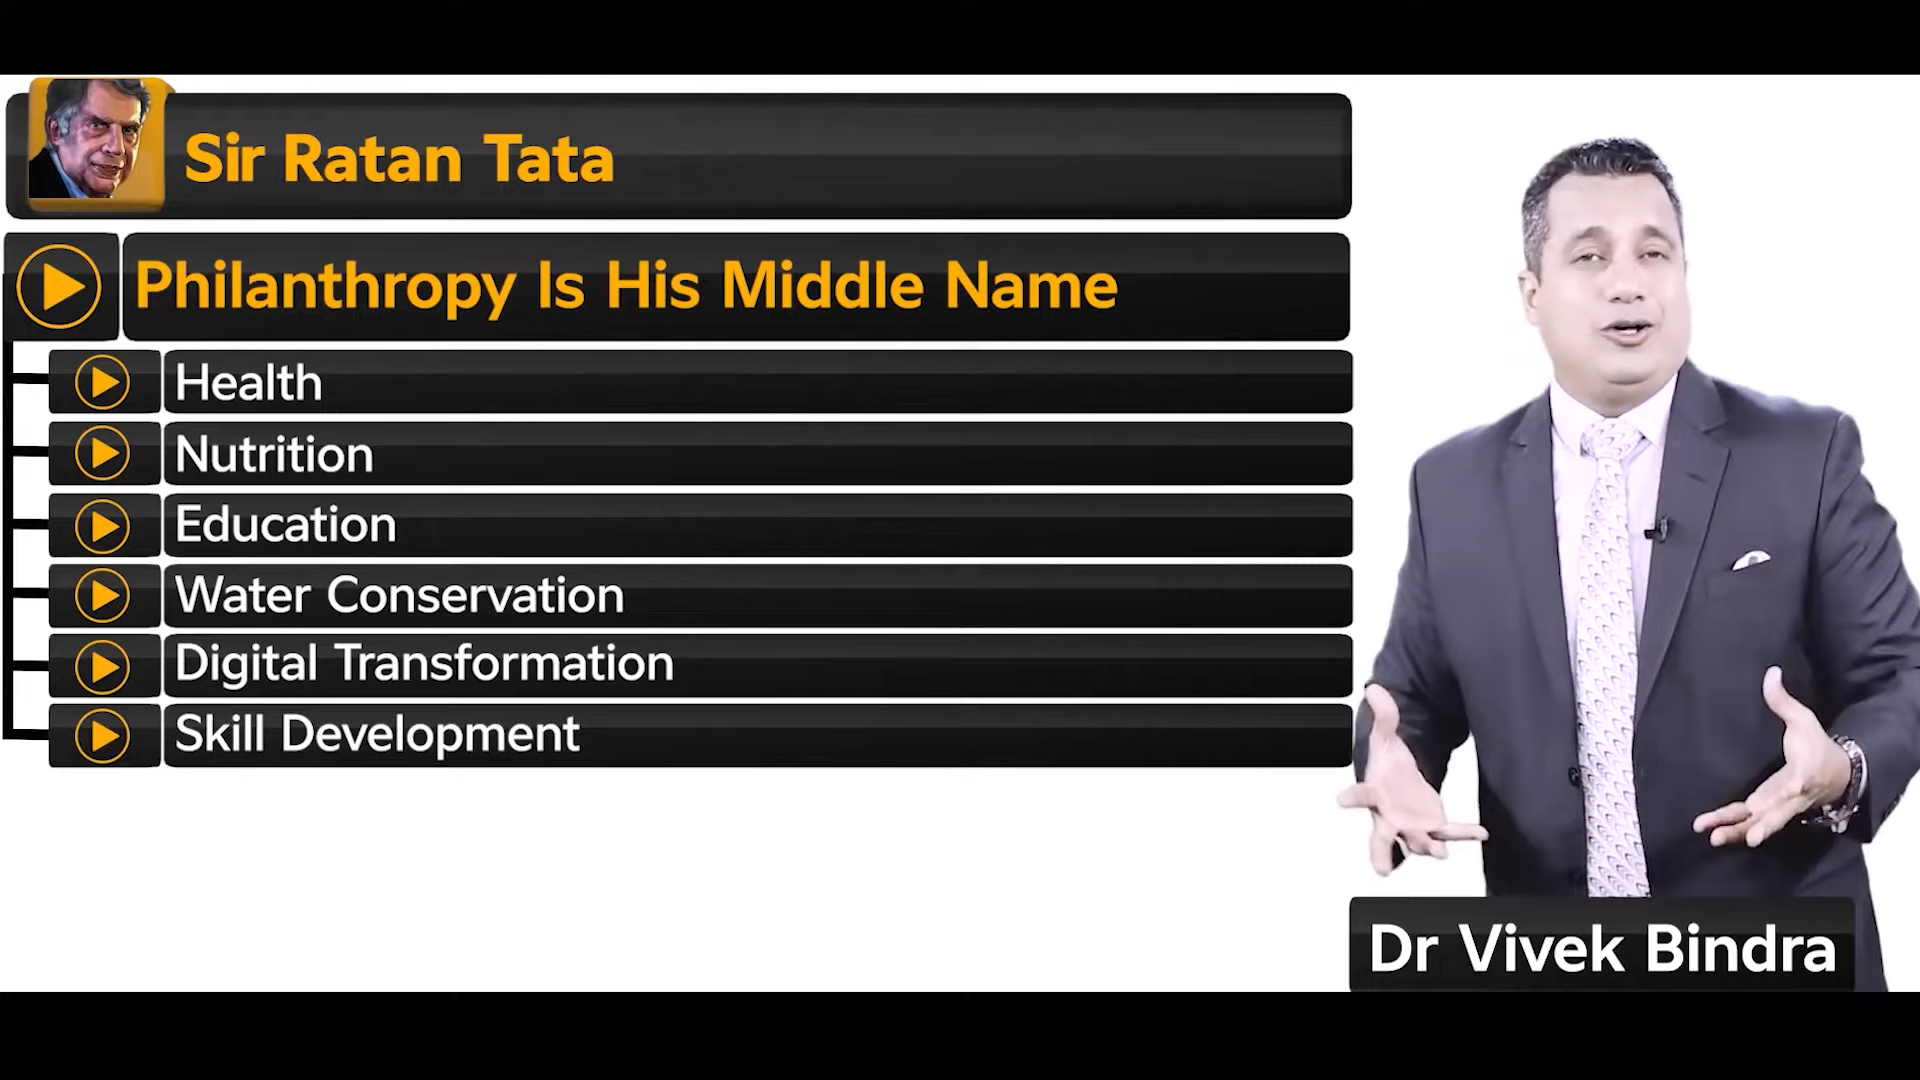 Sir Ratan Tata
Philanthropy Is His Middle Name
Health
Nutrition
Education
Water Conservation
Digital Transformation
Skill Development
Dr Vivek Bindra